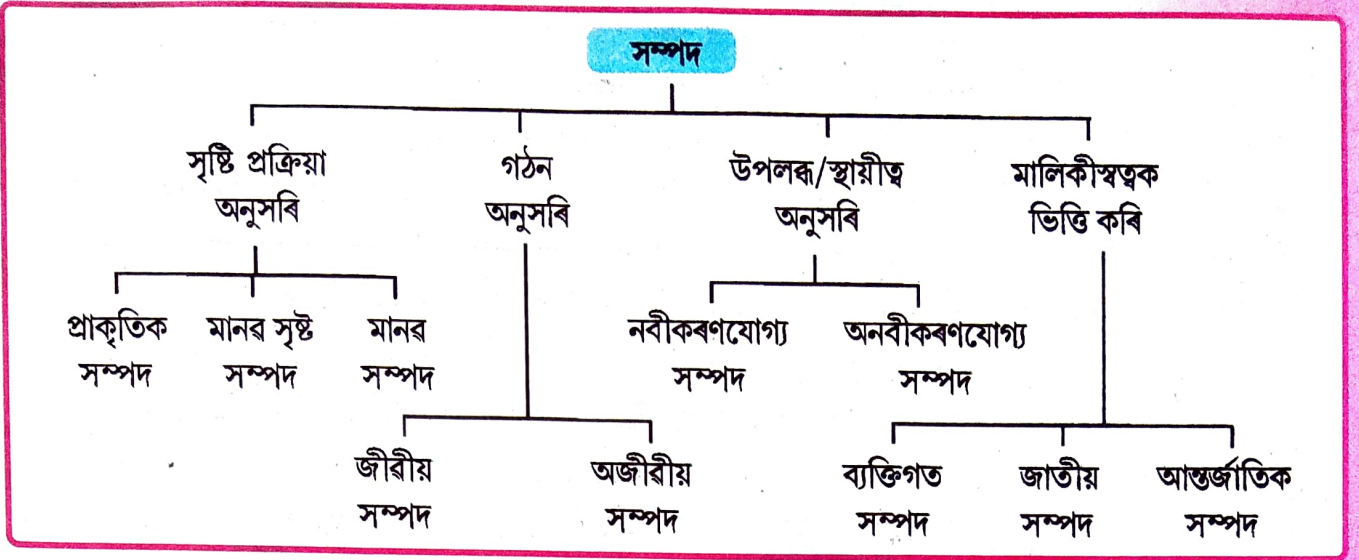 সম্পদ
সৃষ্টি প্ৰক্ৰিয়া
অনুসৰি
গঠন
অনুসৰি
উপলব্ধ/স্থায়ীত্ব
অনুসৰি
মালিকীস্বত্বক
ভিত্তি কৰি
প্ৰাকৃতিক
সম্পদ
মানৱ সৃষ্ট
সম্পদ
মানৱ
সম্পদ
নবীকৰণযোগ্য
সম্পদ
অনবীকৰণযোগ্য
সম্পদ
জীৱীয়
সম্পদ
অজীৱীয়
সম্পদ
ব্যক্তিগত
সম্পদ
জাতীয়
সম্পদ
আন্তৰ্জাতিক
সম্পদ